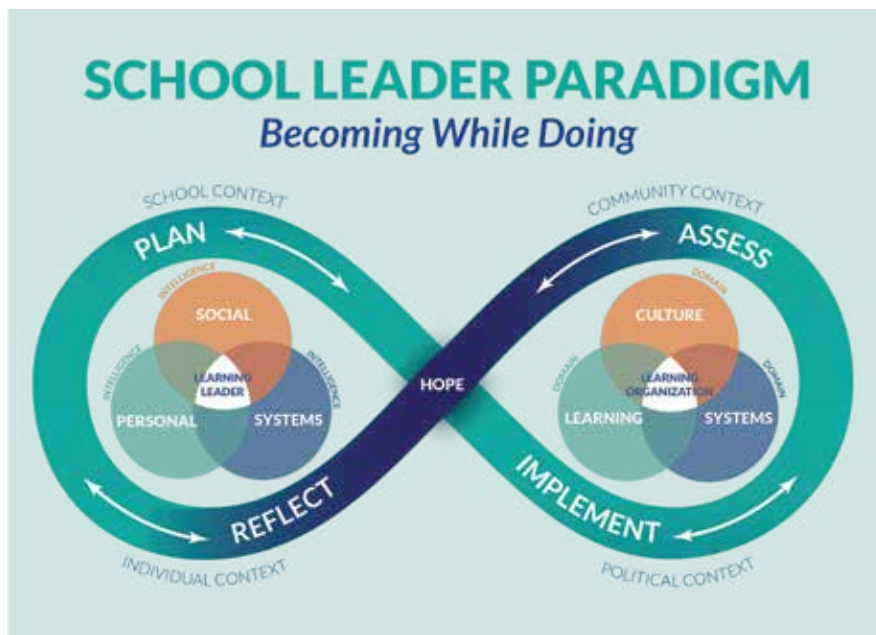 SCHOOL LEADER PARADIGM
Becoming While Doing
SCHOOL CONTEXT
PLAN
INTELLIGENCE
SOCIAL
INTELLIGENCE
INTELLIGENCE
LEARNING
LEADER
PERSONAL
SYSTEMS
REFLECT
INDIVIDUAL CONTEXT
HOPE
COMMUNITY CONTEXT
ASSESS
DOMAIN
CULTURE
DOMAIN
DOMAIN
LEARNING
ORGANIZATION
LEARNING
SYSTEMS
IMPLEMENT
POLITICAL CONTEXT